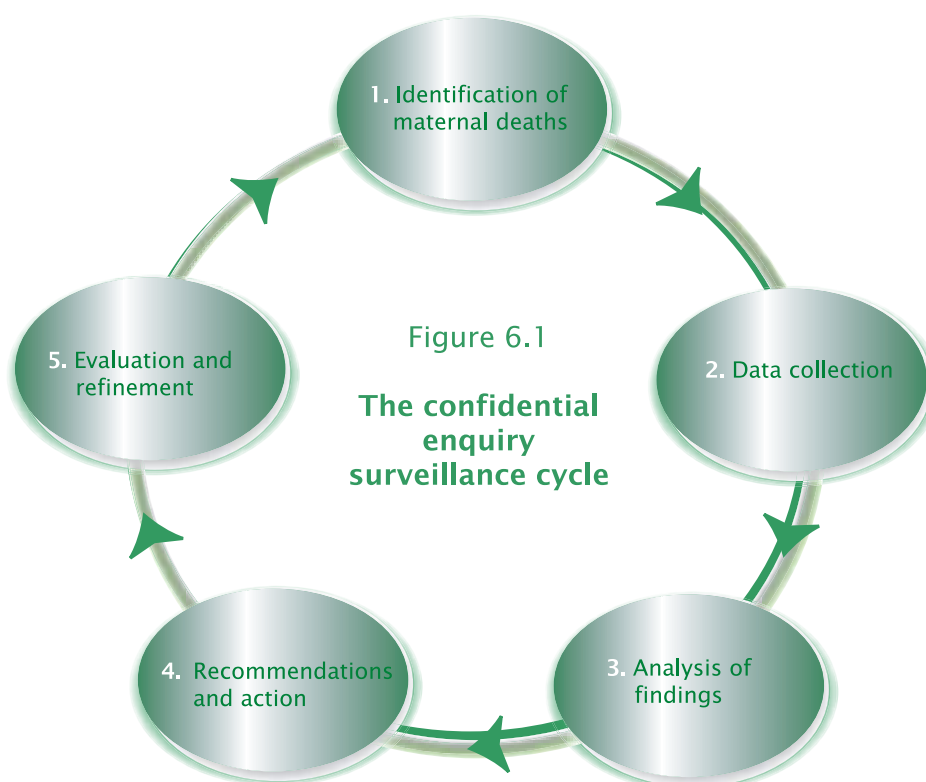 1. Identification of
maternal deaths
2. Data collection
3. Analysis of
findings
4. Recommendations
and action
5. Evaluation and
refinement
Figure 6.1
The confidential
enquiry
surveillance cycle